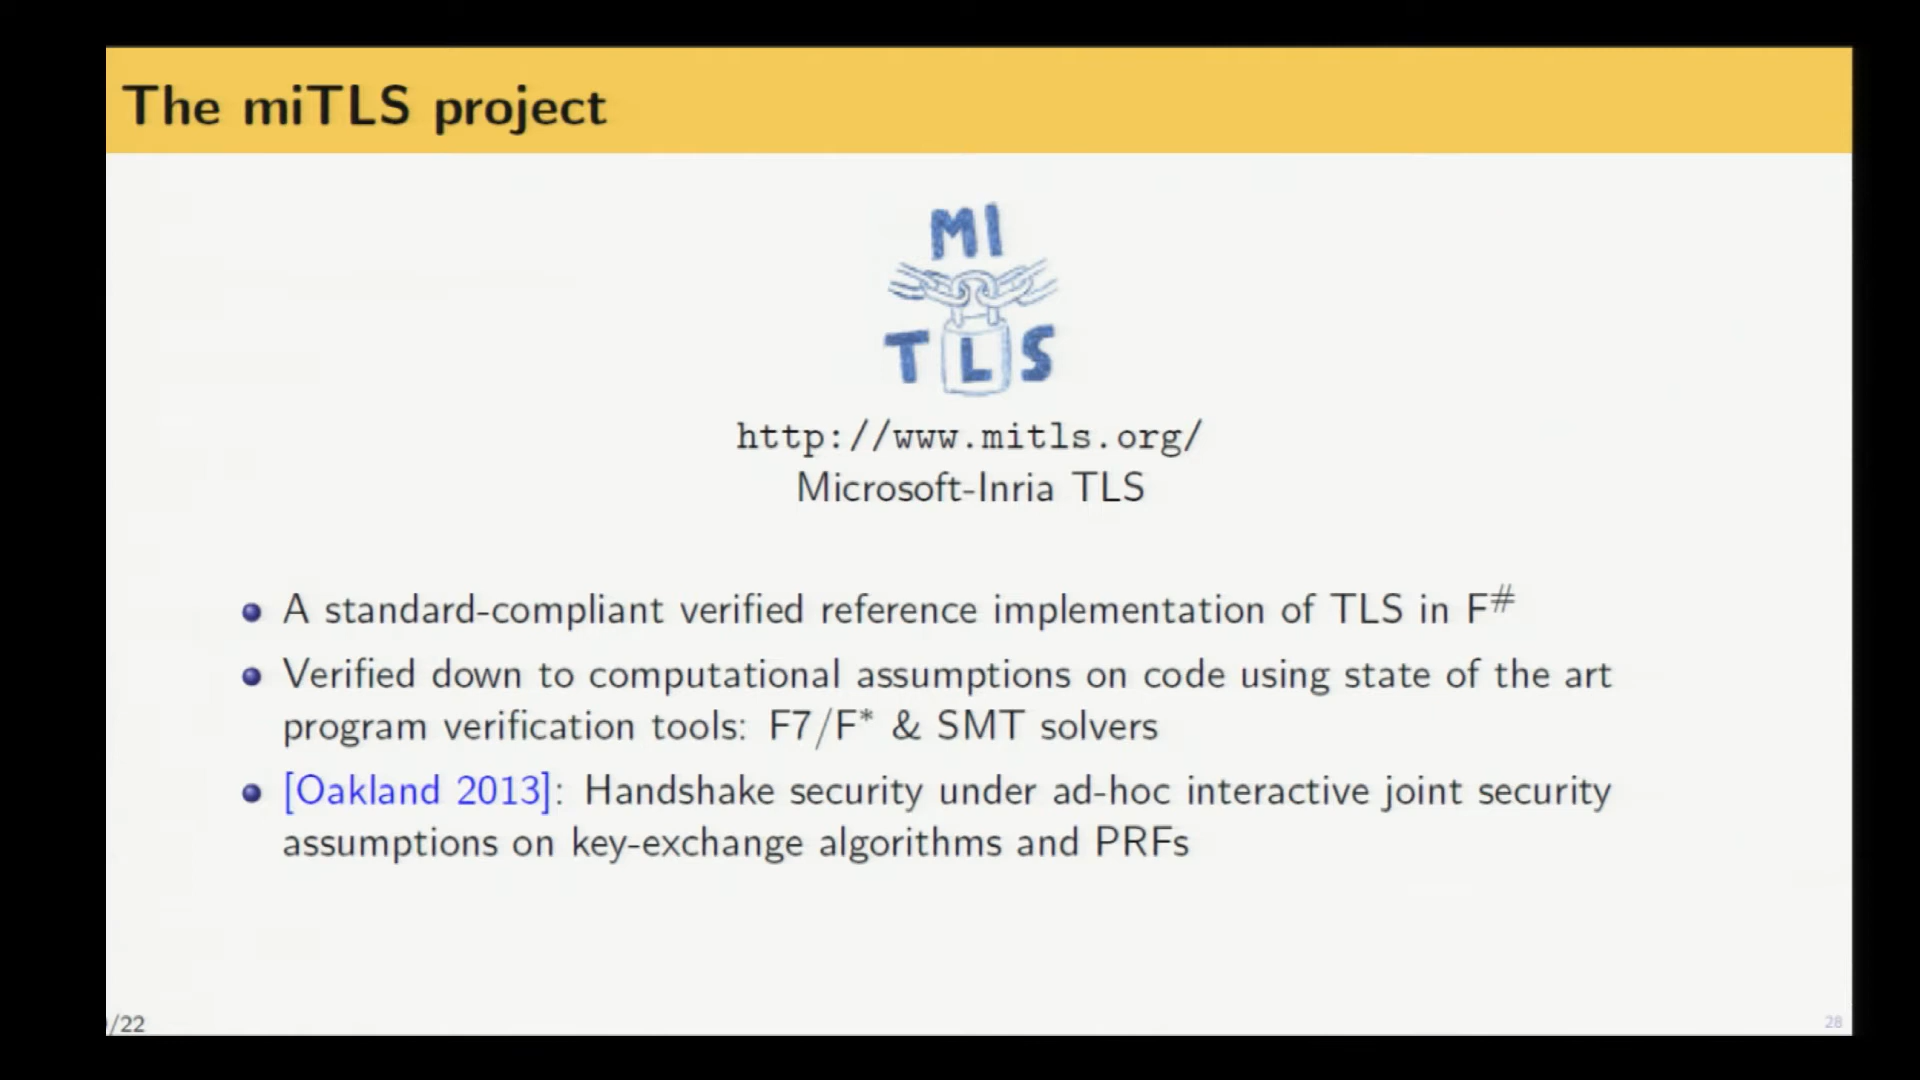 The miTLS project
MI
TLS
http://www.mitls.org/
Microsoft-Inria TLS
A standard-compliant verified reference implementation of TLS in F#
Verified down to computational assumptions on code using state of the art
program verification tools: F7/F* & SMT solvers
[Oakland 2013]: Handshake security under ad-hoc interactive joint security
assumptions on key-exchange algorithms and PRFs
/22
28